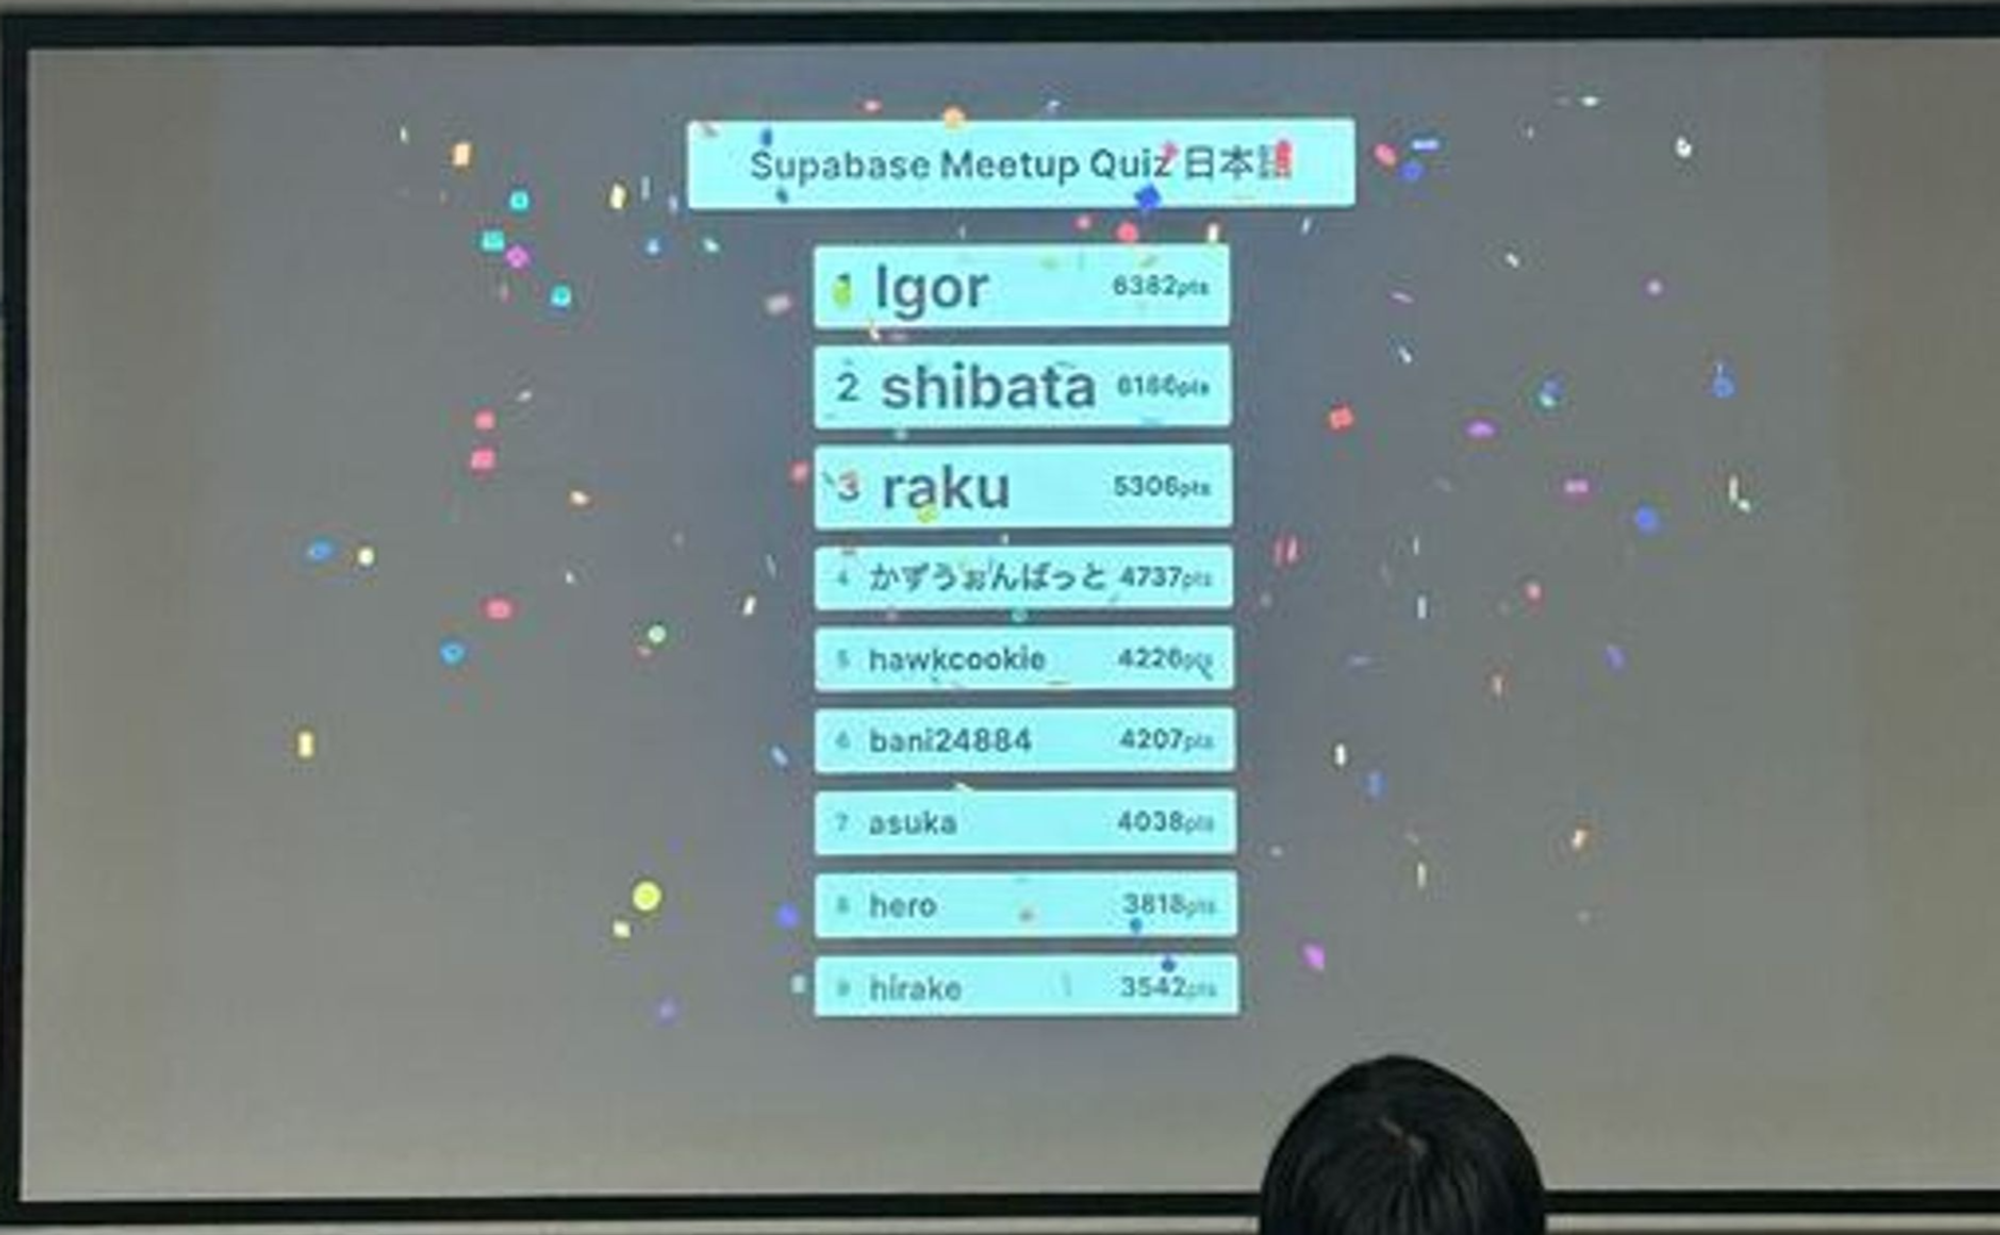 Supabase Meetup Quiz 日本語
Igor 6382pts
2 shibata 6186pts
3 raku 5306pts
4 かずうぉんばっと 4737pts
5 hawkcookie 4226pts
6 bani24884 4207pts
7 asuka 4038pts
8 hero 3818pts
9 hirake 3542pts